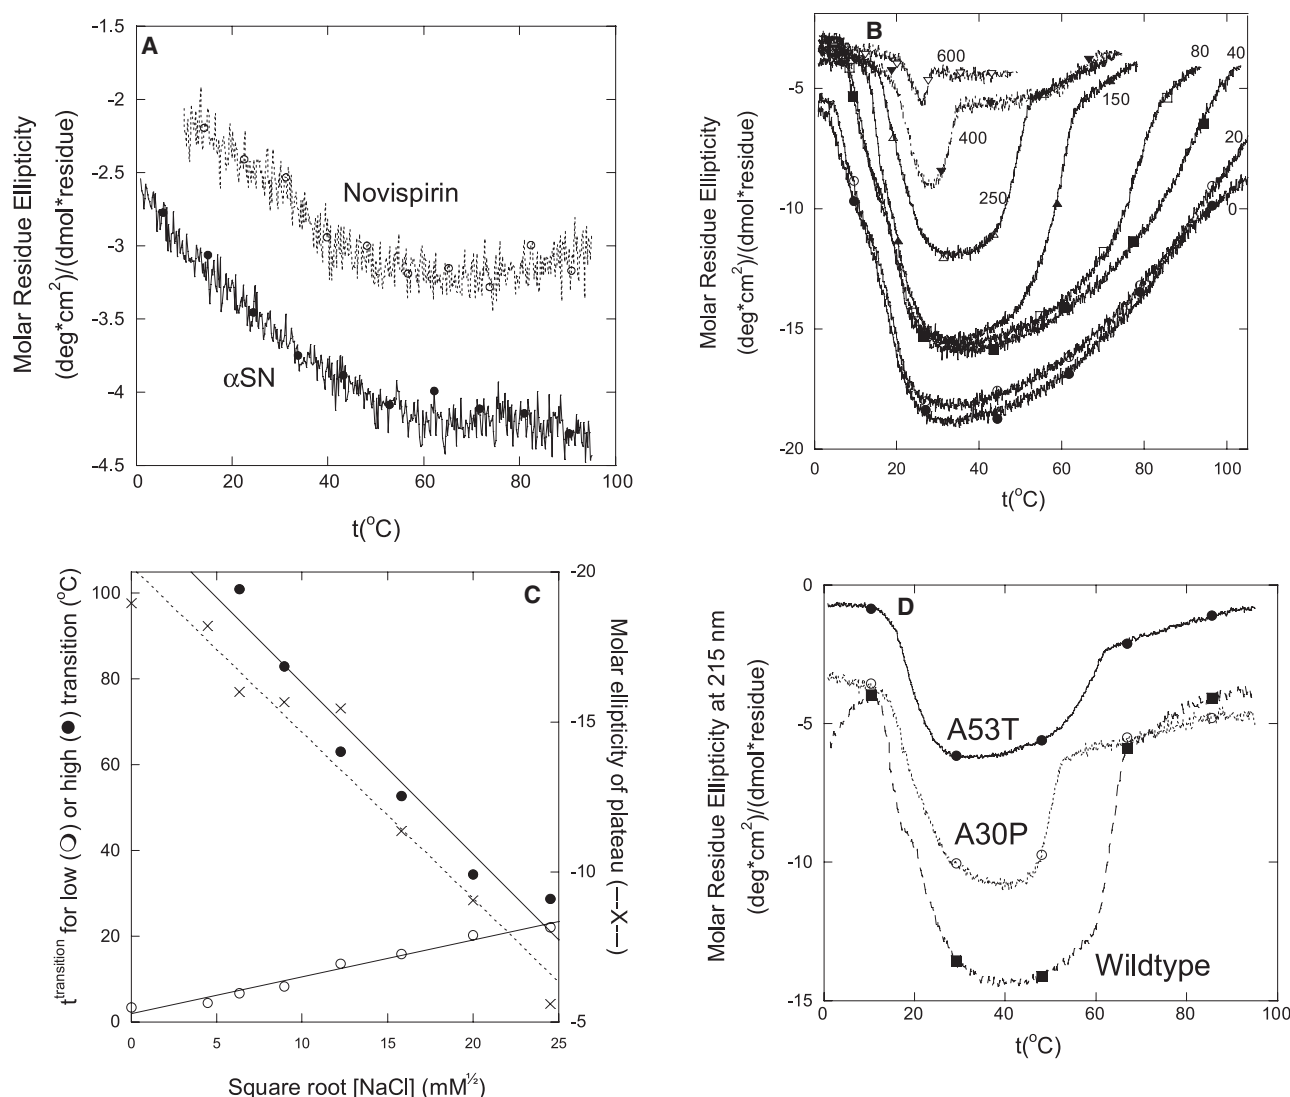 A
Molar Residue Ellipticity
(deg*cm2)/(dmol*residue)
-1.5
-2
-2.5
-3
-3.5
-4
-4.5
Novispirin
αSN
0
20
40
60
80
100
t(oC)
B
Molar Residue Ellipticity
(deg*cm2)/(dmol*residue)
-5
-10
-15
-20
600
400
250
150
80
40
20
0
0
20
40
60
80
100
t(oC)
C
t transition for low (○) or high (●) transition (oC)
100
80
60
40
20
0
-20
-15
-10
-5
Molar ellipticity of plateau (---X---)
0
5
10
15
20
25
Square root [NaCl] (mM½)
D
Molar Residue Ellipticity at 215 nm
(deg*cm2)/(dmol*residue)
0
-5
-10
-15
A53T
A30P
Wildtype
0
20
40
60
80
100
t(oC)